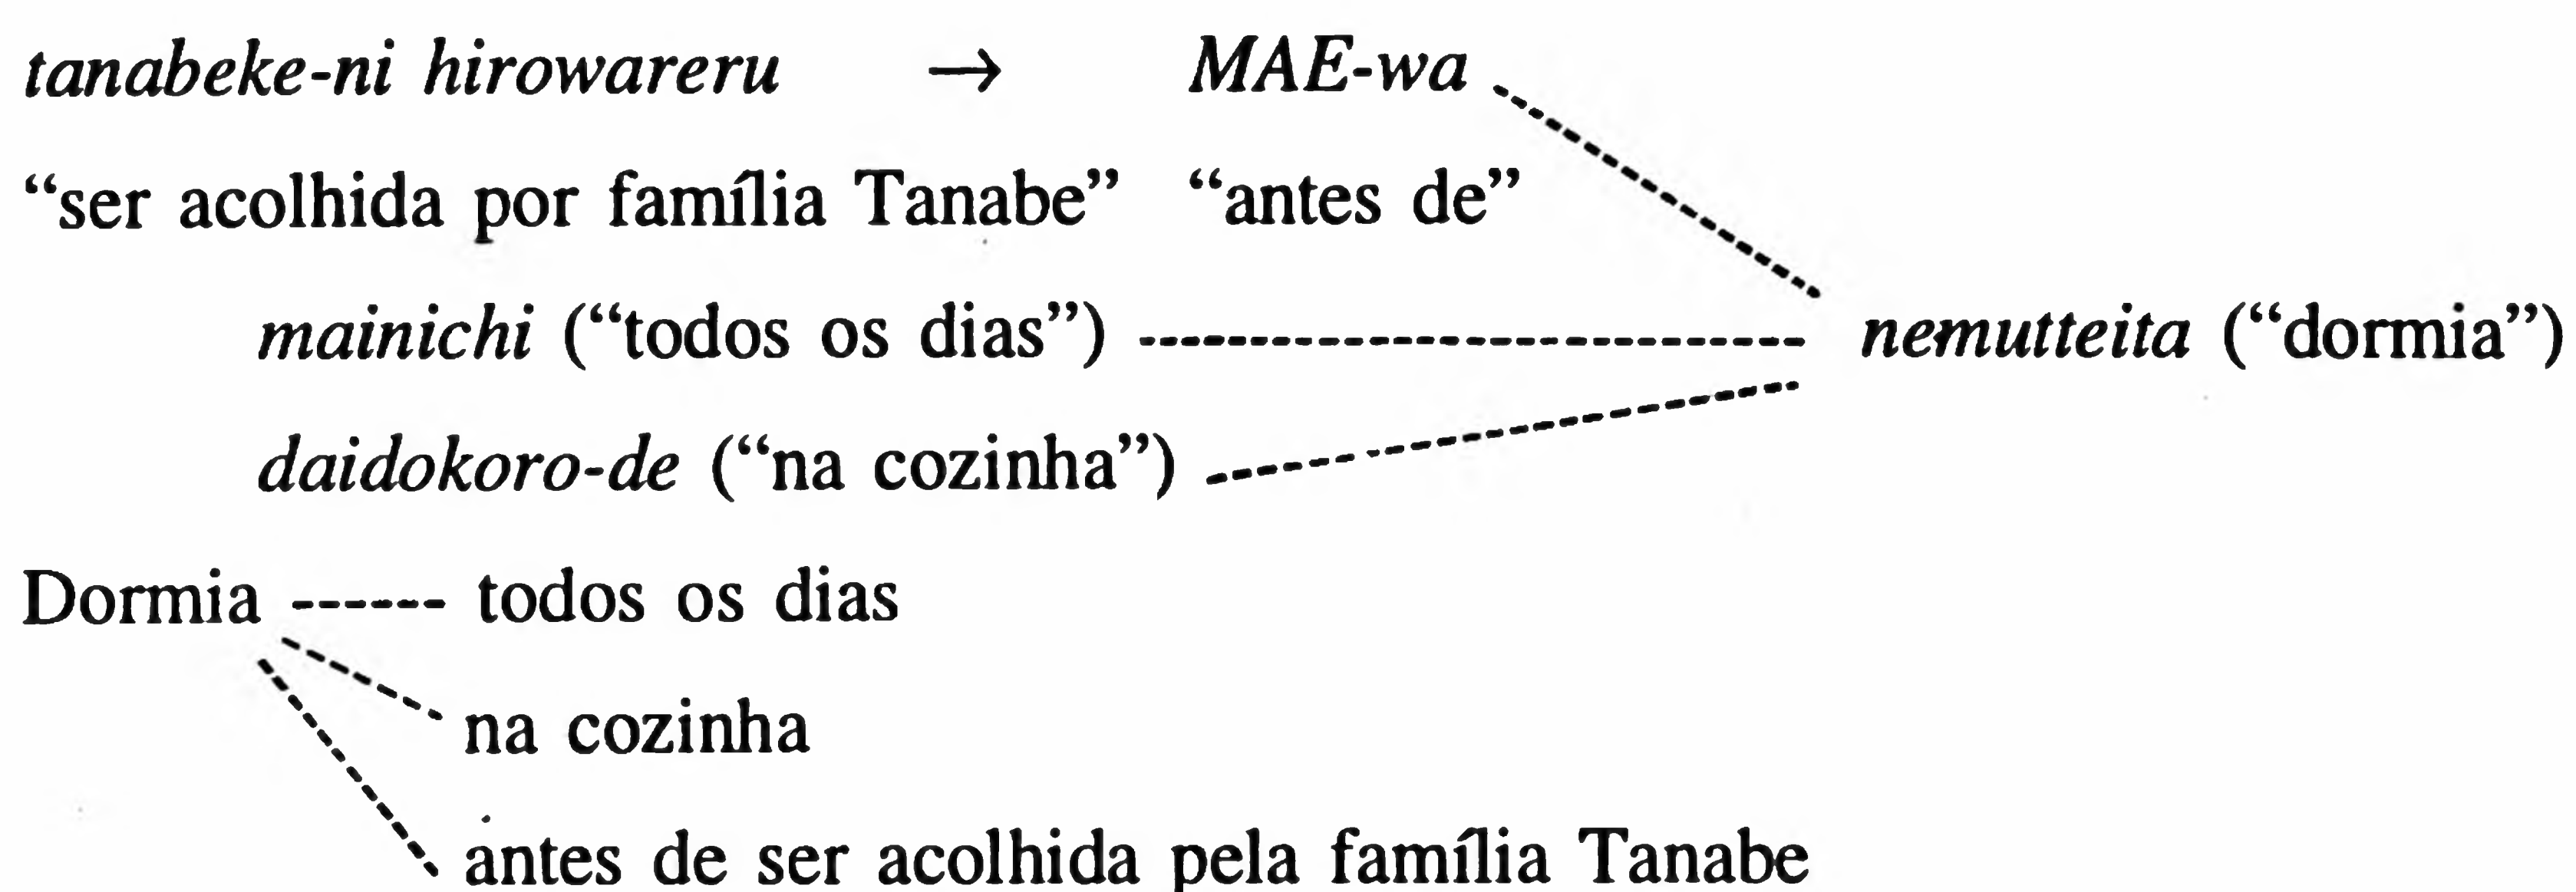 tanabeke-ni hirowareru → MAE-wa
“ser acolhida por família Tanabe” “antes de”
mainichi (“todos os dias”) nemutteita (“dormia”)
daidokoro-de (“na cozinha”)
Dormia ------ todos os dias
na cozinha
antes de ser acolhida pela família Tanabe